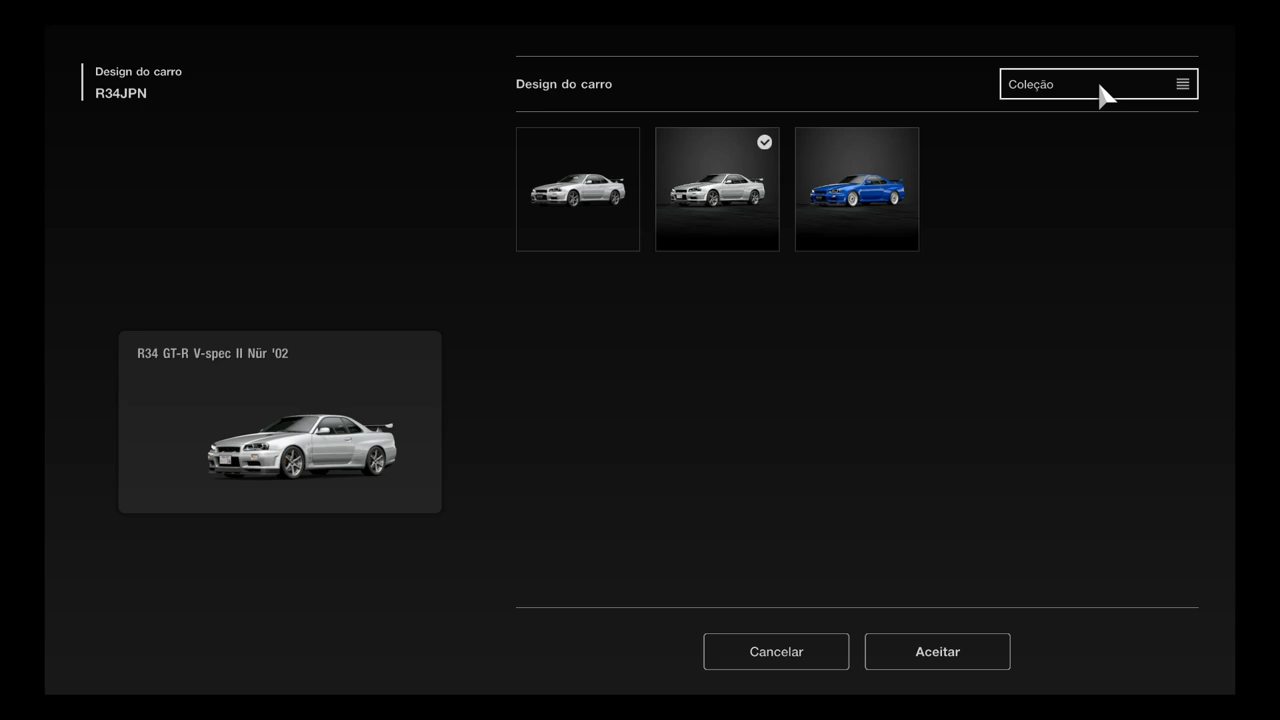 Design do carro
R34JPN
Design do carro
Coleção
R34 GT-R V-spec II Nür '02
Cancelar
Aceitar